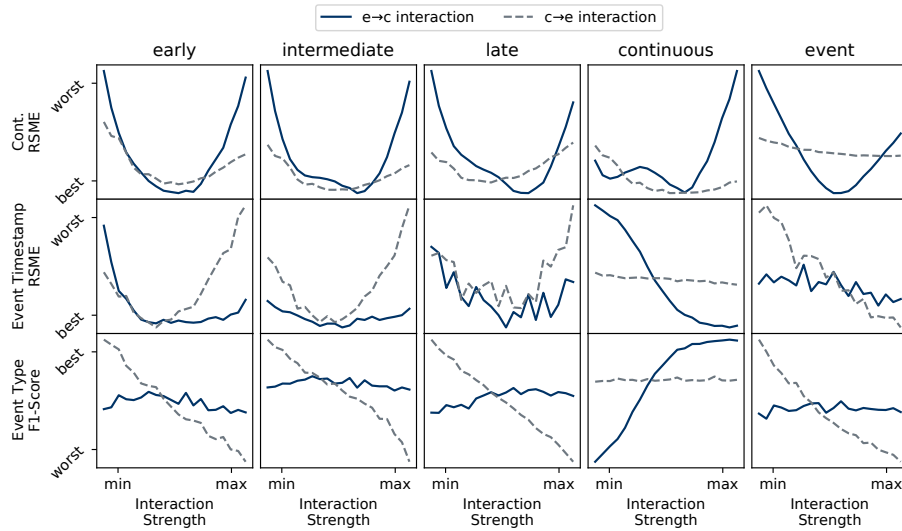 e→c interaction
c→e interaction
early
intermediate
late
continuous
event
Cont.
RSME
worst
best
Event Timestamp
RSME
worst
best
Event Type
F1-Score
best
worst
min
max
min
max
min
max
min
max
min
max
Interaction
Strength
Interaction
Strength
Interaction
Strength
Interaction
Strength
Interaction
Strength